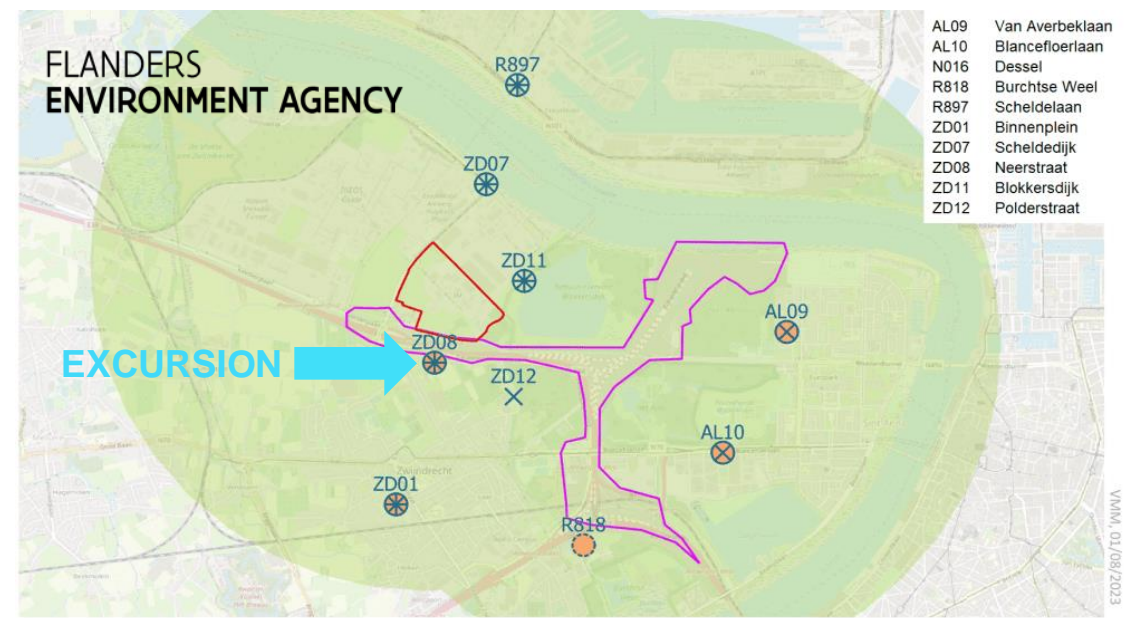 FLANDERS
ENVIRONMENT AGENCY
AL09 Van Averbeklaan
AL10 Blancefloerlaan
N016 Dessel
R818 Burchtse Weel
R897 Scheldelaan
ZD01 Binnenplein
ZD07 Scheldedijk
ZD08 Neerstraat
ZD11 Blokkersdijk
ZD12 Polderstraat
R897
ZD07
ZD11
AL09
ZD08
EXCURSION
ZD12
AL10
Zwijndrecht
ZD01
R818
VMM, 01/08/2023